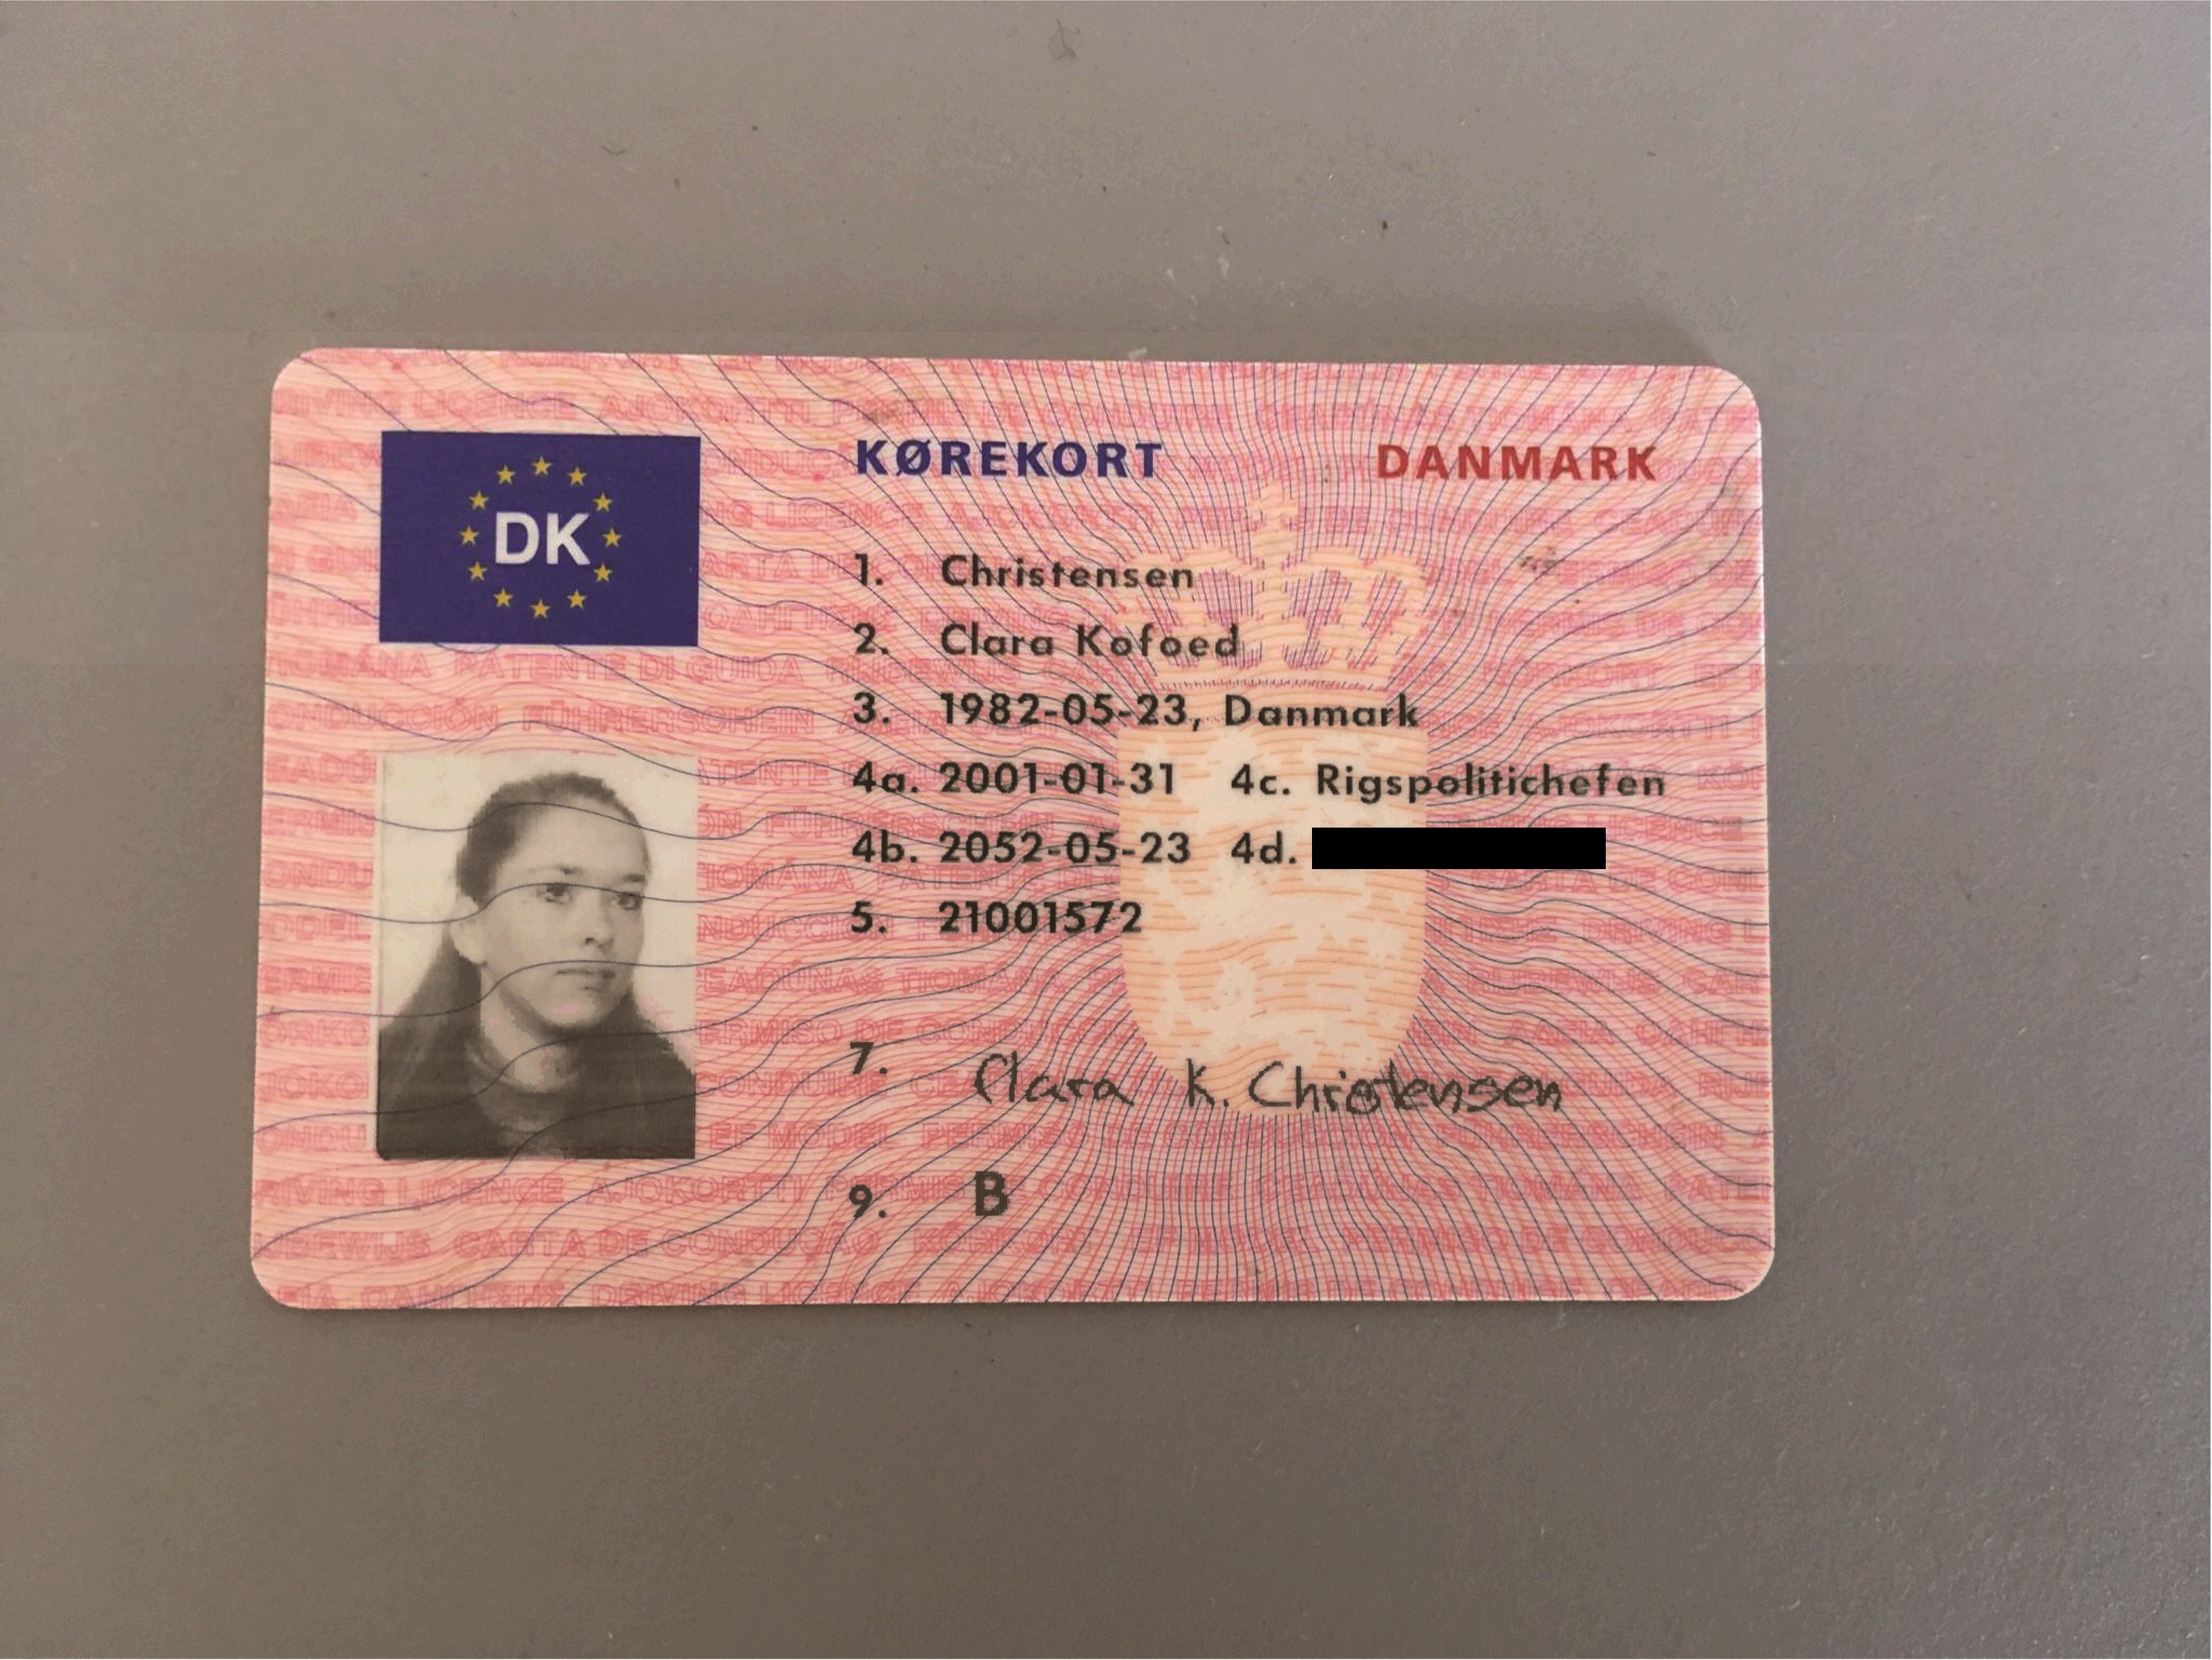 DK
KØREKORT DANMARK
1. Christensen
2. Clara Kofoed
3. 1982-05-23, Danmark
4a. 2001-01-31 4c. Rigspolitichefen
4b. 2052-05-23 4d.
5. 21001572
7. Clara K. Christensen
9. B